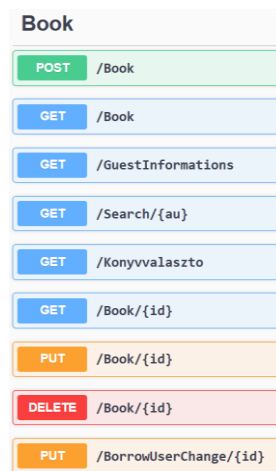 Book
POST /Book
GET /Book
GET /GuestInformations
GET /Search/{au}
GET /Konyvvalaszto
GET /Book/{id}
PUT /Book/{id}
DELETE /Book/{id}
PUT /BorrowUserChange/{id}